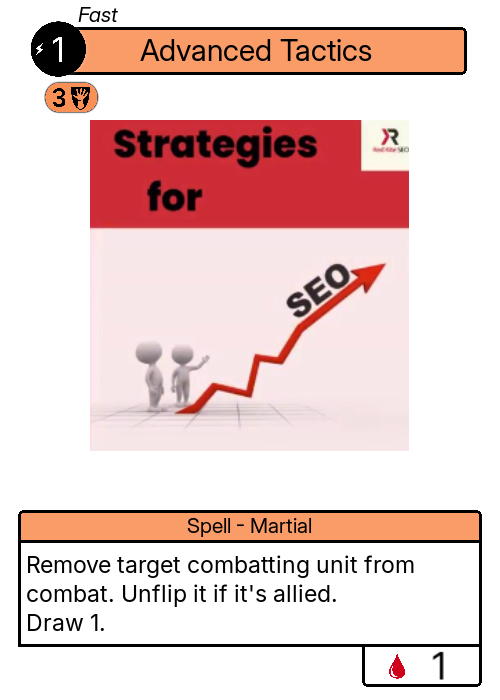 Fast
1
Advanced Tactics
3
Strategies
for
XR
Red Kite SEO
SEO
Spell - Martial
Remove target combatting unit from
combat. Unflip it if it's allied.
Draw 1.
1